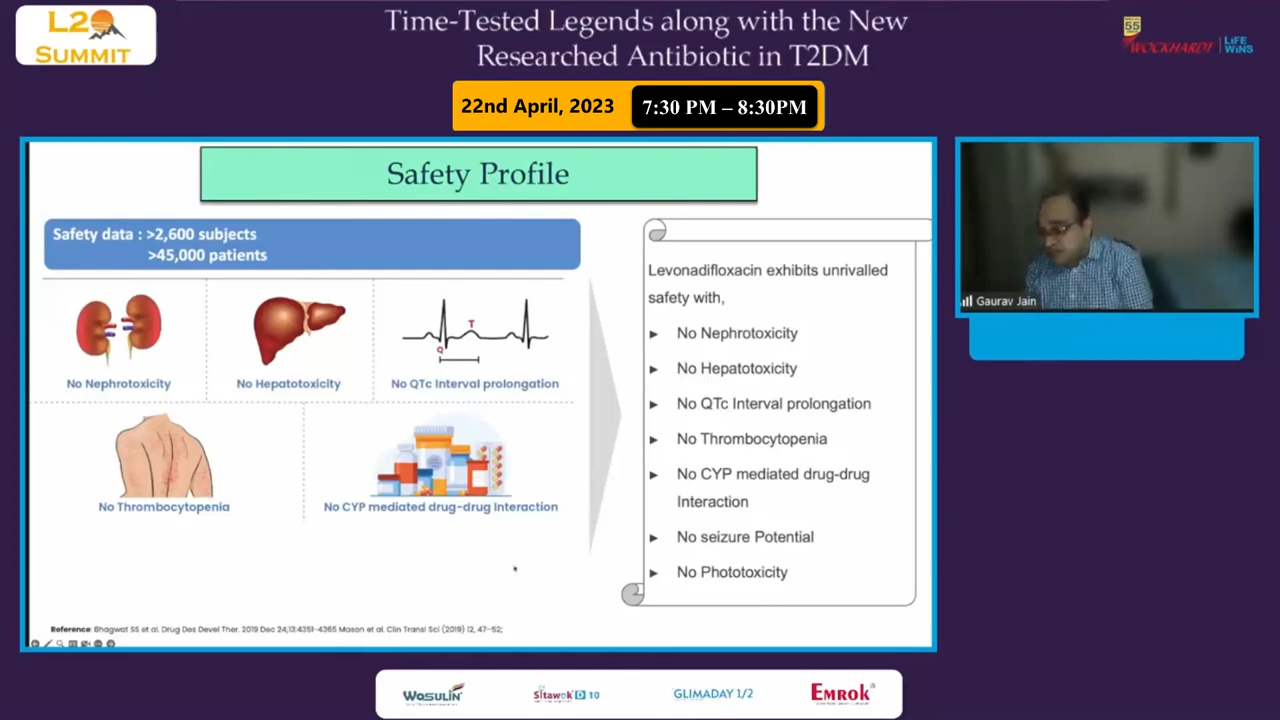 L2
SUMMIT
Time-Tested Legends along with the New
Researched Antibiotic in T2DM
55
WOCKHARDT
LiFE
WiNS
22nd April, 2023
7:30 PM – 8:30PM
Safety Profile
Safety data : >2,600 subjects
>45,000 patients
T
Q
No Nephrotoxicity
No Hepatotoxicity
No QTc Interval prolongation
No Thrombocytopenia
No CYP mediated drug-drug Interaction
Levonadifloxacin exhibits unrivalled
safety with,
► No Nephrotoxicity
► No Hepatotoxicity
► No QTc Interval prolongation
► No Thrombocytopenia
► No CYP mediated drug-drug
Interaction
► No seizure Potential
► No Phototoxicity
Reference: Bhagwat SS et al. Drug Des Devel Ther. 2019 Dec 24;13:4351-4365 Mason et al. Clin Transl Sci (2019) 12, 47–52;
Gaurav Jain
WOSULIN
Sitawok D 10
GLIMADAY 1/2
EMROK